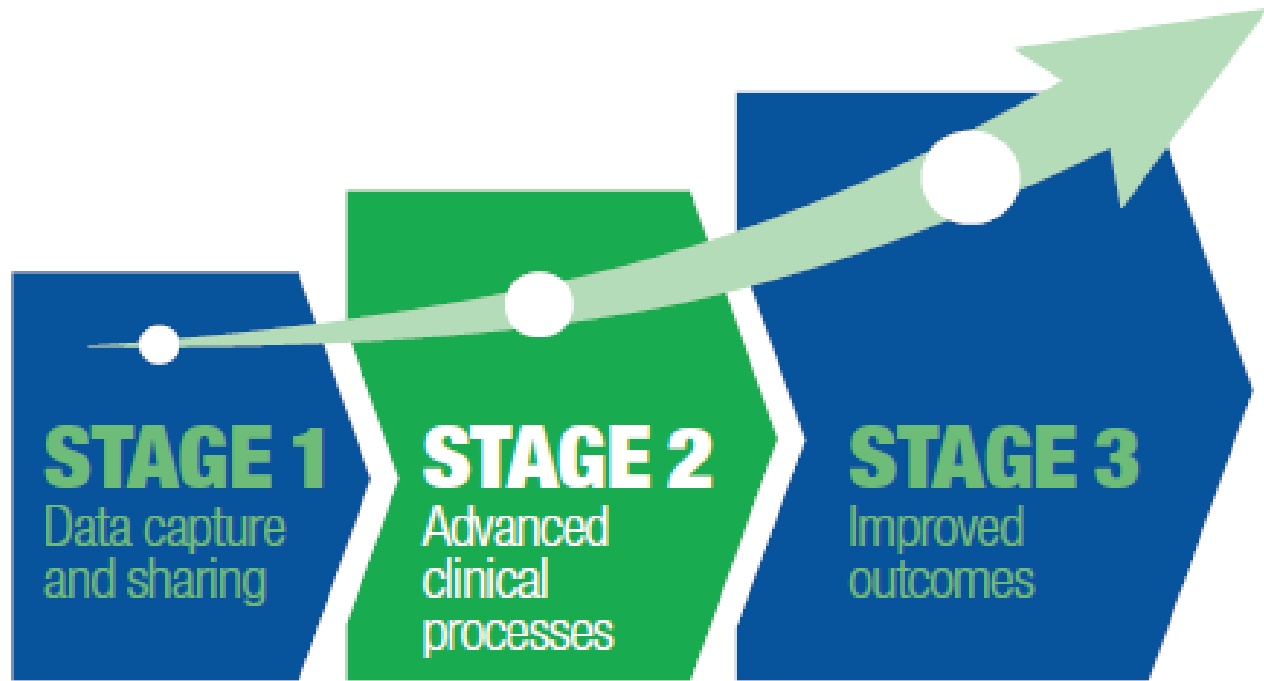 STAGE 1
Data capture
and sharing
STAGE 2
Advanced
clinical
processes
STAGE 3
Improved
outcomes